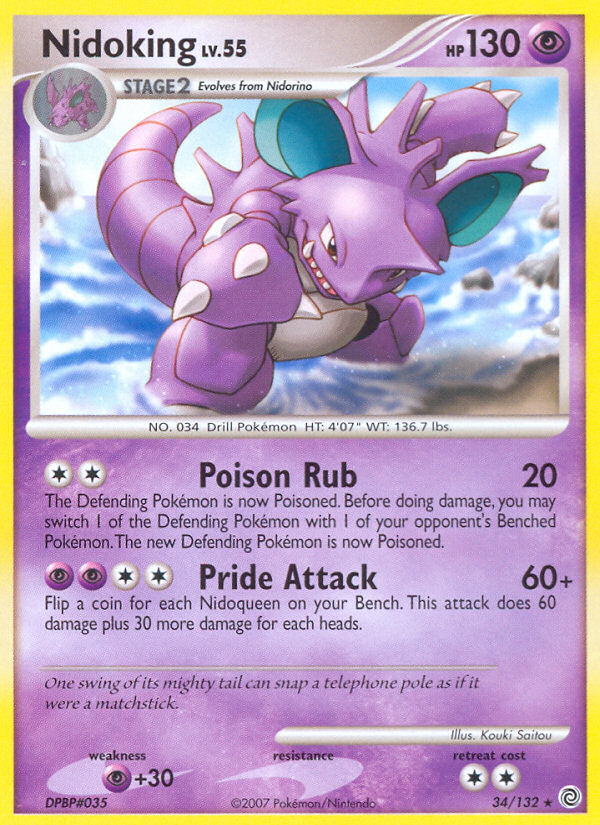 Nidoking LV.55 HP 130
STAGE2 Evolves from Nidorino
NO. 034 Drill Pokémon HT: 4'07" WT: 136.7 lbs.
Poison Rub 20
The Defending Pokémon is now Poisoned. Before doing damage, you may
switch 1 of the Defending Pokémon with 1 of your opponent's Benched
Pokémon. The new Defending Pokémon is now Poisoned.
Pride Attack 60+
Flip a coin for each Nidoqueen on your Bench. This attack does 60
damage plus 30 more damage for each heads.
One swing of its mighty tail can snap a telephone pole as if it
were a matchstick.
Illus. Kouki Saitou
weakness resistance retreat cost
+30
DPBP#035 ©2007 Pokémon/Nintendo 34/132 ★